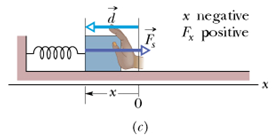 d
x negative
F_s
F_x positive
x
0
x
(c)